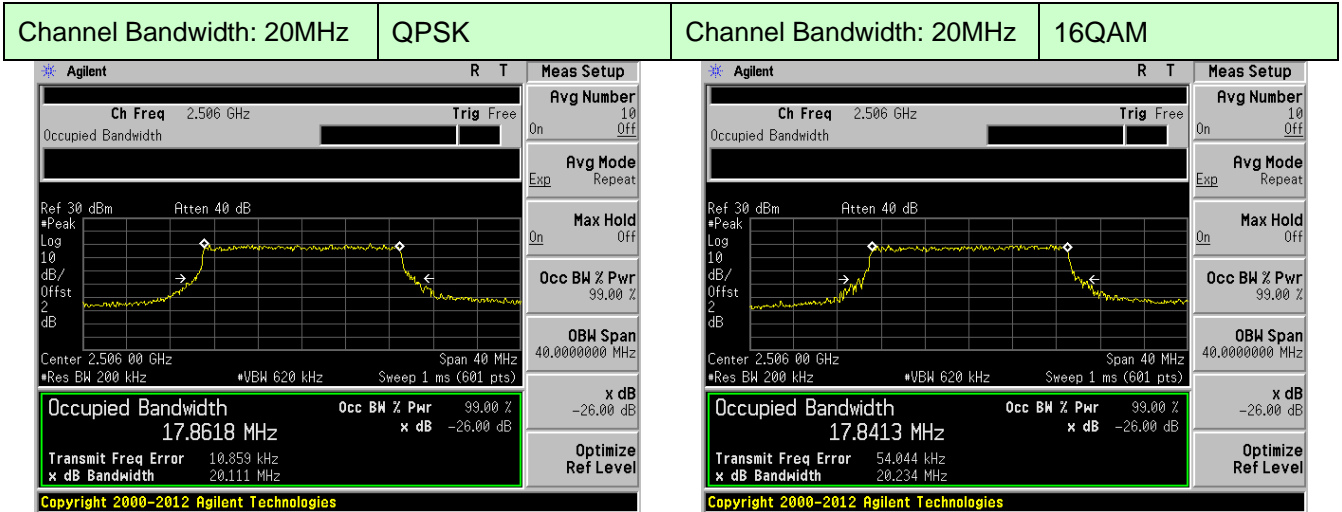 Channel Bandwidth: 20MHz QPSK
Agilent R T
Meas Setup
Ch Freq 2.506 GHz Trig Free
Occupied Bandwidth
Avg Number
10
On Off
Avg Mode
Exp Repeat
Ref 30 dBm Atten 40 dB
#Peak
Log
10
dB/
Offst
2
dB
Max Hold
On Off
Occ BW % Pwr
99.00 %
Center 2.506 00 GHz Span 40 MHz
#Res BW 200 kHz #VBW 620 kHz Sweep 1 ms (601 pts)
OBW Span
40.0000000 MHz
Occupied Bandwidth Occ BW % Pwr 99.00 %
17.8618 MHz x dB -26.00 dB
Transmit Freq Error 10.859 kHz
x dB Bandwidth 20.111 MHz
x dB
-26.00 dB
Optimize
Ref Level
Copyright 2000-2012 Agilent Technologies
Channel Bandwidth: 20MHz 16QAM
Agilent R T
Meas Setup
Ch Freq 2.506 GHz Trig Free
Occupied Bandwidth
Avg Number
10
On Off
Avg Mode
Exp Repeat
Ref 30 dBm Atten 40 dB
#Peak
Log
10
dB/
Offst
2
dB
Max Hold
On Off
Occ BW % Pwr
99.00 %
Center 2.506 00 GHz Span 40 MHz
#Res BW 200 kHz #VBW 620 kHz Sweep 1 ms (601 pts)
OBW Span
40.0000000 MHz
Occupied Bandwidth Occ BW % Pwr 99.00 %
17.8413 MHz x dB -26.00 dB
Transmit Freq Error 54.044 kHz
x dB Bandwidth 20.234 MHz
x dB
-26.00 dB
Optimize
Ref Level
Copyright 2000-2012 Agilent Technologies